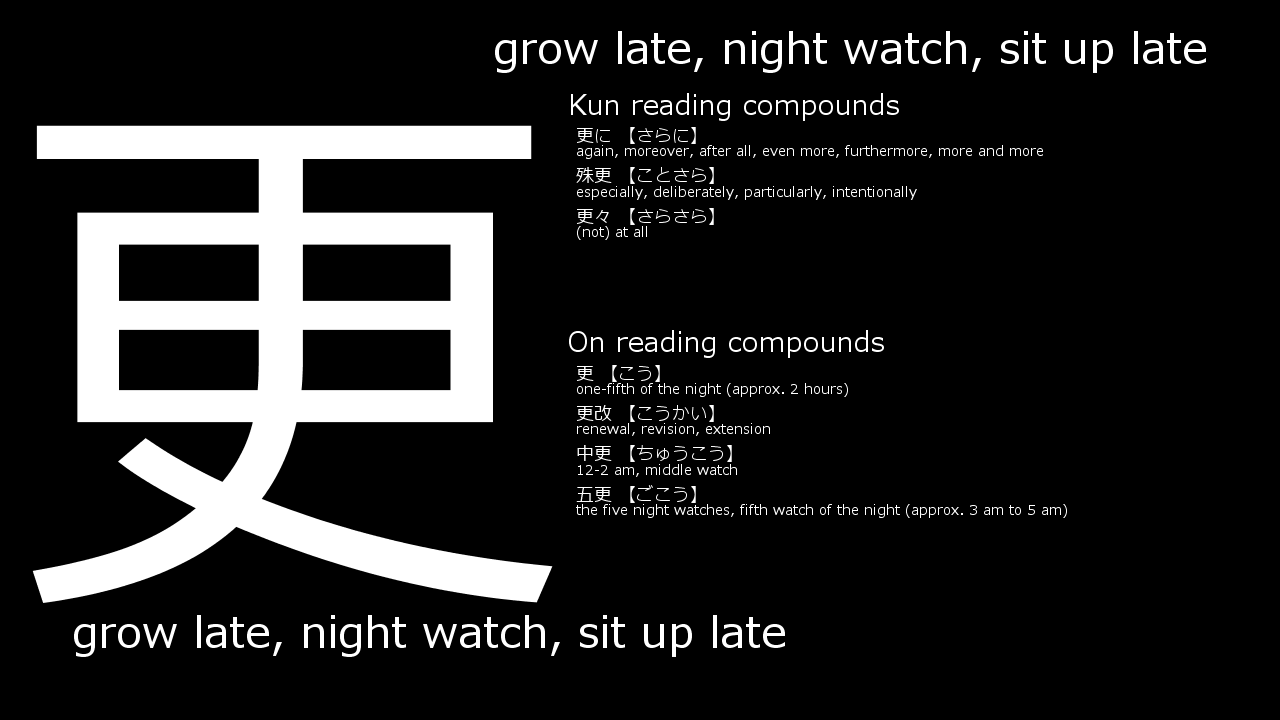 grow late, night watch, sit up late
更
Kun reading compounds
更に 【さらに】
again, moreover, after all, even more, furthermore, more and more
殊更 【ことさら】
especially, deliberately, particularly, intentionally
更々 【さらさら】
(not) at all
On reading compounds
更 【こう】
one-fifth of the night (approx. 2 hours)
更改 【こうかい】
renewal, revision, extension
中更 【ちゅうこう】
12-2 am, middle watch
五更 【ごこう】
the five night watches, fifth watch of the night (approx. 3 am to 5 am)
grow late, night watch, sit up late